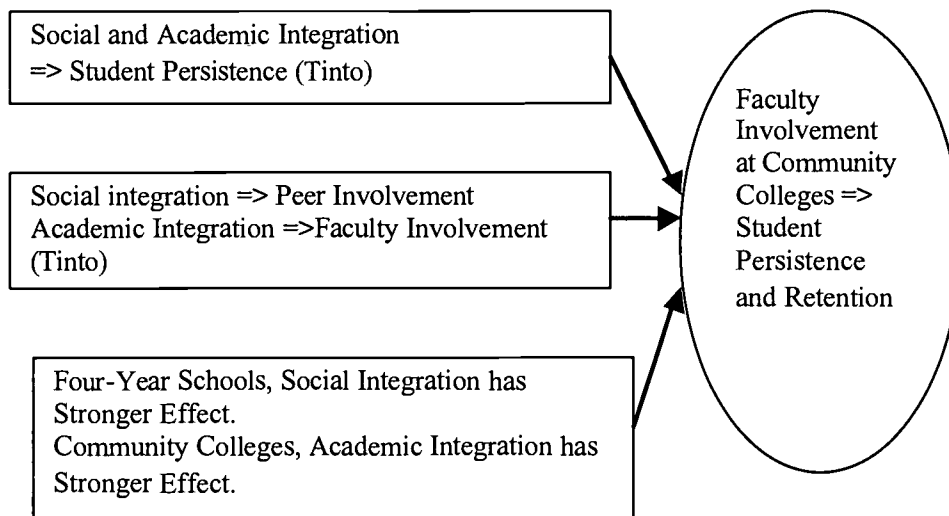 Social and Academic Integration
=> Student Persistence (Tinto)
Social integration => Peer Involvement
Academic Integration =>Faculty Involvement
(Tinto)
Four-Year Schools, Social Integration has
Stronger Effect.
Community Colleges, Academic Integration has
Stronger Effect.
Faculty
Involvement
at Community
Colleges =>
Student
Persistence
and Retention